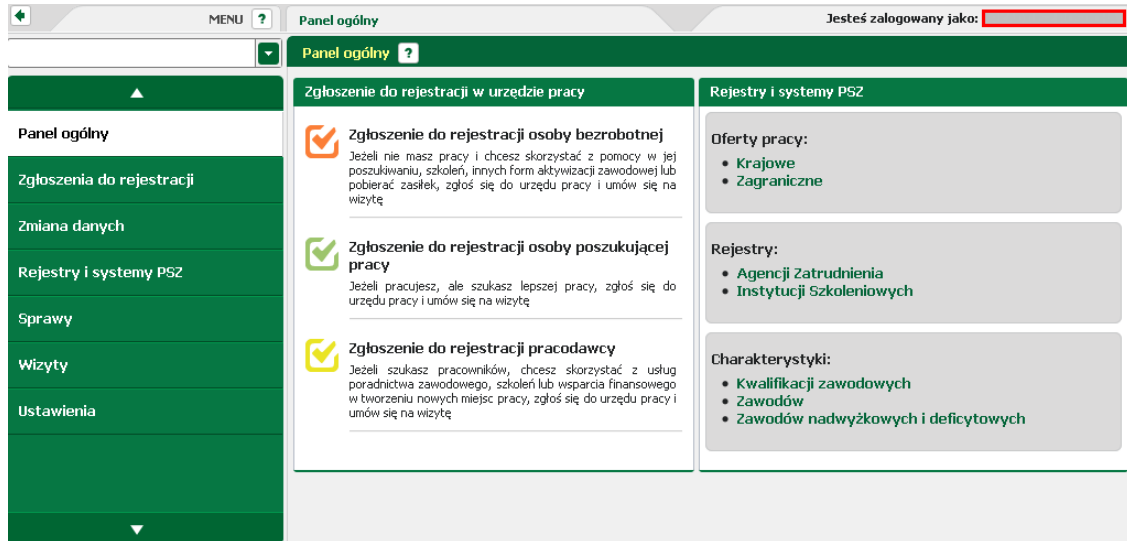 MENU ?
Panel ogólny
Jesteś zalogowany jako:
Panel ogólny ?
Panel ogólny
Zgłoszenia do rejestracji
Zmiana danych
Rejestry i systemy PSZ
Sprawy
Wizyty
Ustawienia
Zgłoszenie do rejestracji w urzędzie pracy
Zgłoszenie do rejestracji osoby bezrobotnej
Jeżeli nie masz pracy i chcesz skorzystać z pomocy w jej
poszukiwaniu, szkoleń, innych form aktywizacji zawodowej lub
pobierać zasiłek, zgłoś się do urzędu pracy i umów się na
wizytę
Zgłoszenie do rejestracji osoby poszukującej
pracy
Jeżeli pracujesz, ale szukasz lepszej pracy, zgłoś się do
urzędu pracy i umów się na wizytę
Zgłoszenie do rejestracji pracodawcy
Jeżeli szukasz pracowników, chcesz skorzystać z usług
poradnictwa zawodowego, szkoleń lub wsparcia finansowego
w tworzeniu nowych miejsc pracy, zgłoś się do urzędu pracy i
umów się na wizytę
Rejestry i systemy PSZ
Oferty pracy:
• Krajowe
• Zagraniczne
Rejestry:
• Agencji Zatrudnienia
• Instytucji Szkoleniowych
Charakterystyki:
• Kwalifikacji zawodowych
• Zawodów
• Zawodów nadwyżkowych i deficytowych